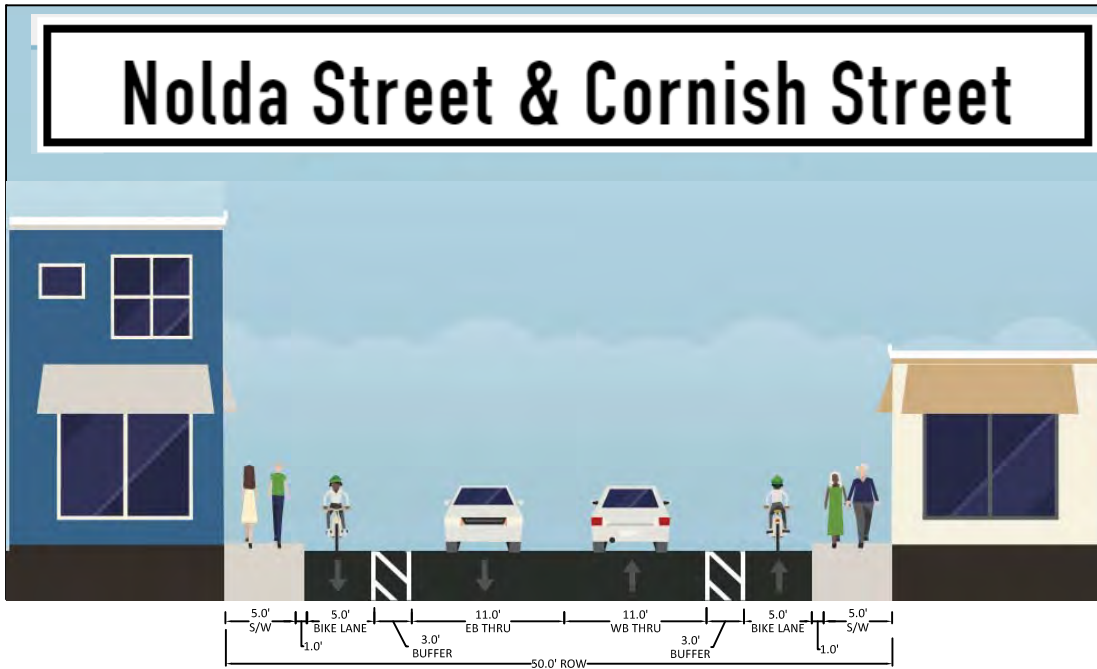 Nolda Street & Cornish Street
5.0' 5.0' 11.0' 11.0' 5.0' 5.0'
S/W BIKE LANE EB THRU WB THRU BIKE LANE S/W
1.0' 3.0' 3.0' 1.0'
BUFFER BUFFER
50.0' ROW